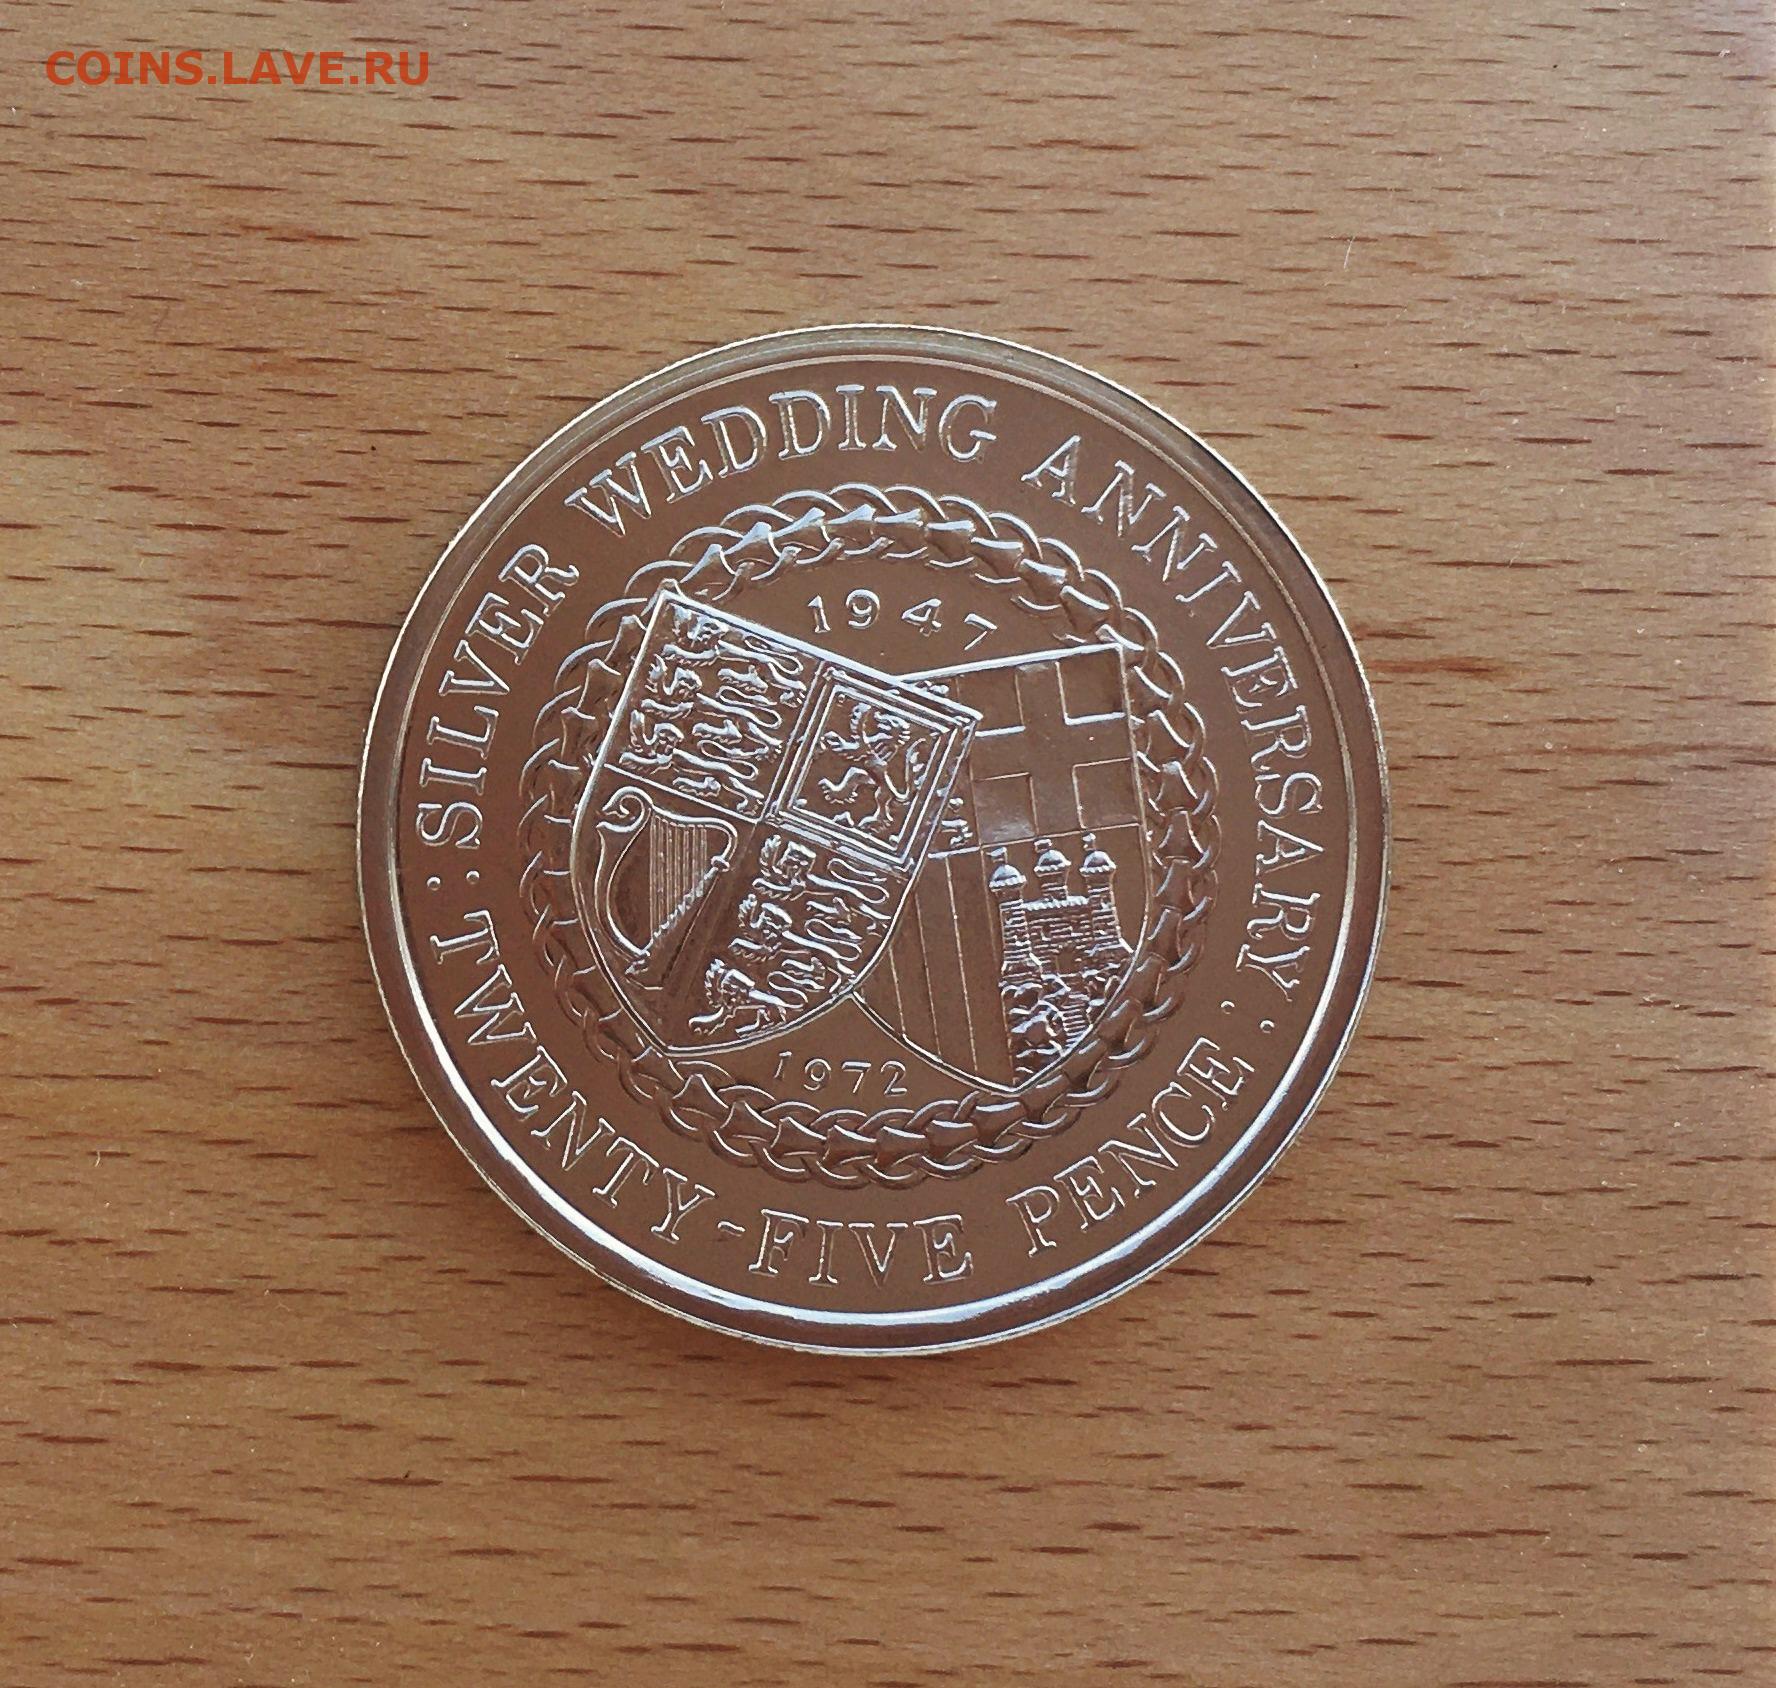 COINS.LAVE.RU
: SILVER WEDDING ANNIVERSARY :
1947
1972
TWENTY-FIVE PENCE